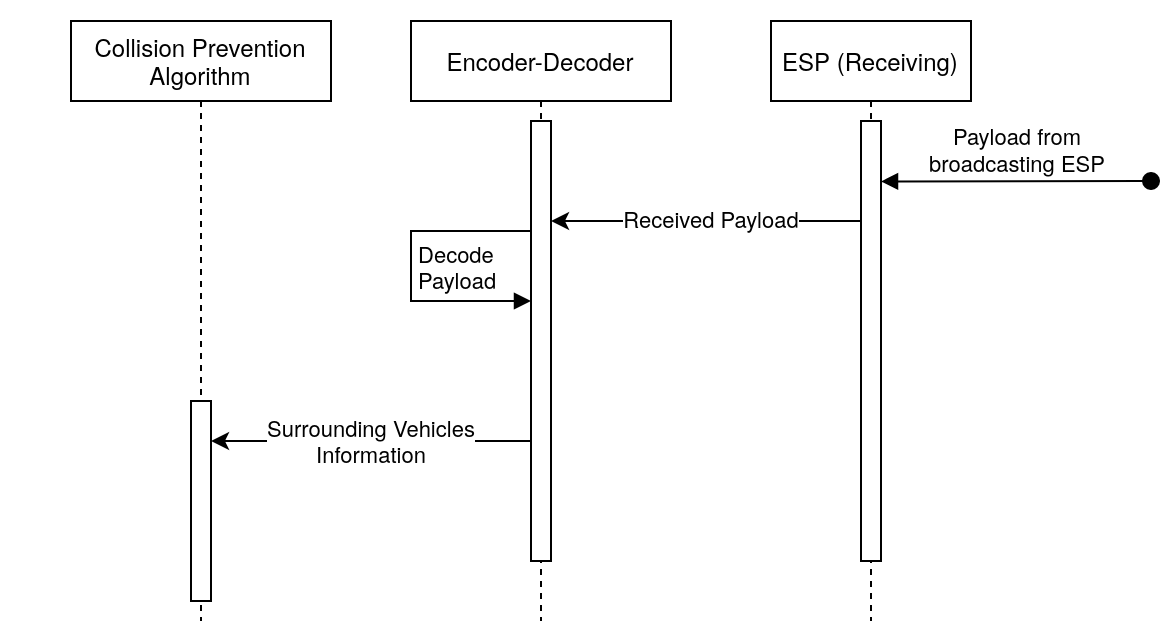 Collision Prevention
Algorithm
Encoder-Decoder
ESP (Receiving)
Payload from
broadcasting ESP
Received Payload
Decode
Payload
Surrounding Vehicles
Information